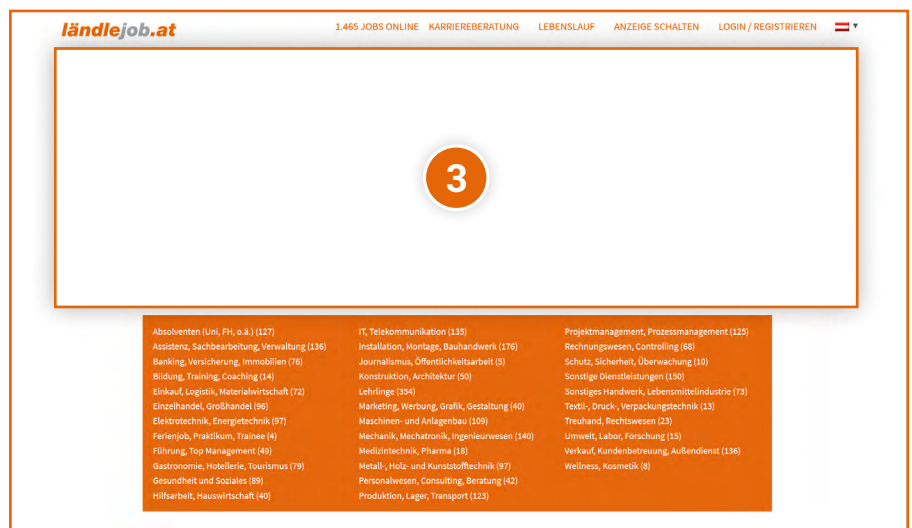 ländlejob.at
1.465 JOBS ONLINE KARRIEREBERATUNG LEBENSLAUF ANZEIGE SCHALTEN LOGIN / REGISTRIEREN
3
Absolventen (Uni, FH, o.ä.) (127)
Assistenz, Sachbearbeitung, Verwaltung (136)
Banking, Versicherung, Immobilien (76)
Bildung, Training, Coaching (14)
Einkauf, Logistik, Materialwirtschaft (72)
Einzelhandel, Großhandel (96)
Elektrotechnik, Energietechnik (97)
Ferienjob, Praktikum, Trainee (4)
Führung, Top Management (49)
Gastronomie, Hotellerie, Tourismus (79)
Gesundheit und Soziales (89)
Hilfsarbeit, Hauswirtschaft (40)
IT, Telekommunikation (135)
Installation, Montage, Bauhandwerk (176)
Journalismus, Öffentlichkeitsarbeit (5)
Konstruktion, Architektur (50)
Lehrlinge (354)
Marketing, Werbung, Grafik, Gestaltung (40)
Maschinen- und Anlagenbau (109)
Mechanik, Mechatronik, Ingenieurwesen (140)
Medizintechnik, Pharma (18)
Metall-, Holz- und Kunststofftechnik (97)
Personalwesen, Consulting, Beratung (42)
Produktion, Lager, Transport (123)
Projektmanagement, Prozessmanagement (125)
Rechnungswesen, Controlling (68)
Schutz, Sicherheit, Überwachung (10)
Sonstige Dienstleistungen (150)
Sonstiges Handwerk, Lebensmittelindustrie (73)
Textil-, Druck-, Verpackungstechnik (13)
Treuhand, Rechtswesen (23)
Umwelt, Labor, Forschung (15)
Verkauf, Kundenbetreuung, Außendienst (136)
Wellness, Kosmetik (8)